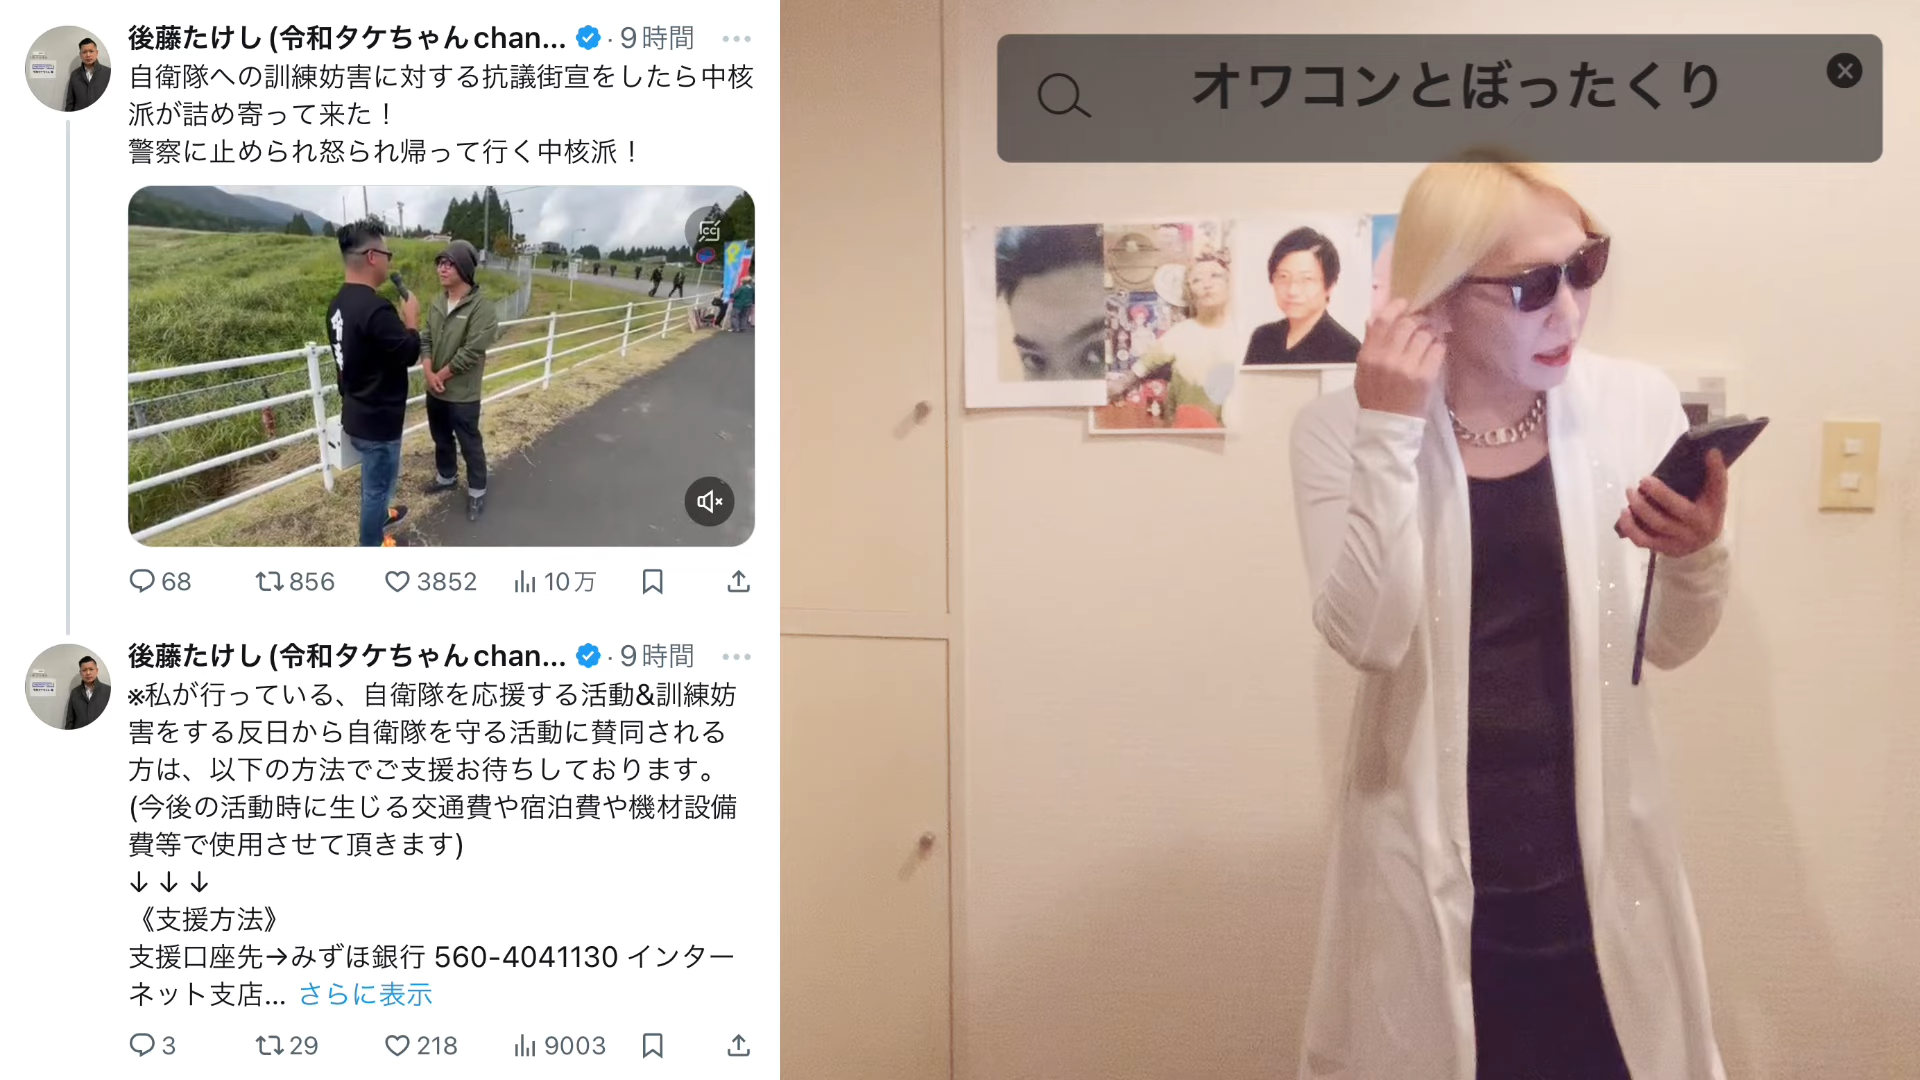 後藤たけし(令和タケちゃんchan... · 9時間
自衛隊への訓練妨害に対する抗議街宣をしたら中核
派が詰め寄って来た！
警察に止められ怒られ帰って行く中核派！
68 856 3852 10万
後藤たけし(令和タケちゃんchan... · 9時間
※私が行っている、自衛隊を応援する活動&訓練妨
害をする反日から自衛隊を守る活動に賛同される
方は、以下の方法でご支援お待ちしております。
(今後の活動時に生じる交通費や宿泊費や機材設備
費等で使用させて頂きます)
↓↓↓
《支援方法》
支援口座先→みずほ銀行 560-4041130 インター
ネット支店... さらに表示
3 29 218 9003
オワコンとぼったくり